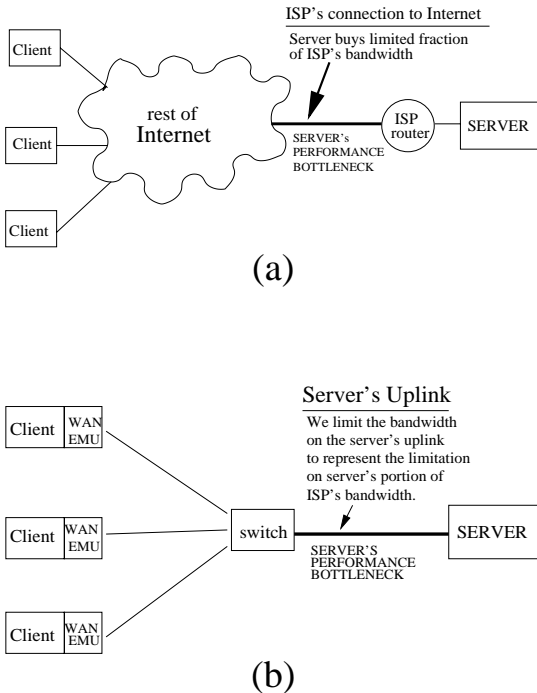 ISP's connection to Internet
Server buys limited fraction
of ISP's bandwidth
Client
rest of
Internet
ISP
router
SERVER
Client
SERVER'S
PERFORMANCE
BOTTLENECK
Client
(a)
Server's Uplink
We limit the bandwidth
on the server's uplink
to represent the limitation
on server's portion of
ISP's bandwidth.
Client
WAN
EMU
Client
WAN
EMU
switch
SERVER
SERVER'S
PERFORMANCE
BOTTLENECK
Client
WAN
EMU
(b)